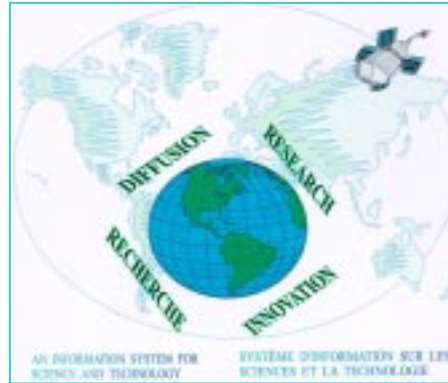 DIFFUSION
RESEARCH
RECHERCHE
INNOVATION
AN INFORMATION SYSTEM FOR
SCIENCE AND TECHNOLOGY
SYSTÈME D'INFORMATION SUR LES
SCIENCES ET LA TECHNOLOGIE